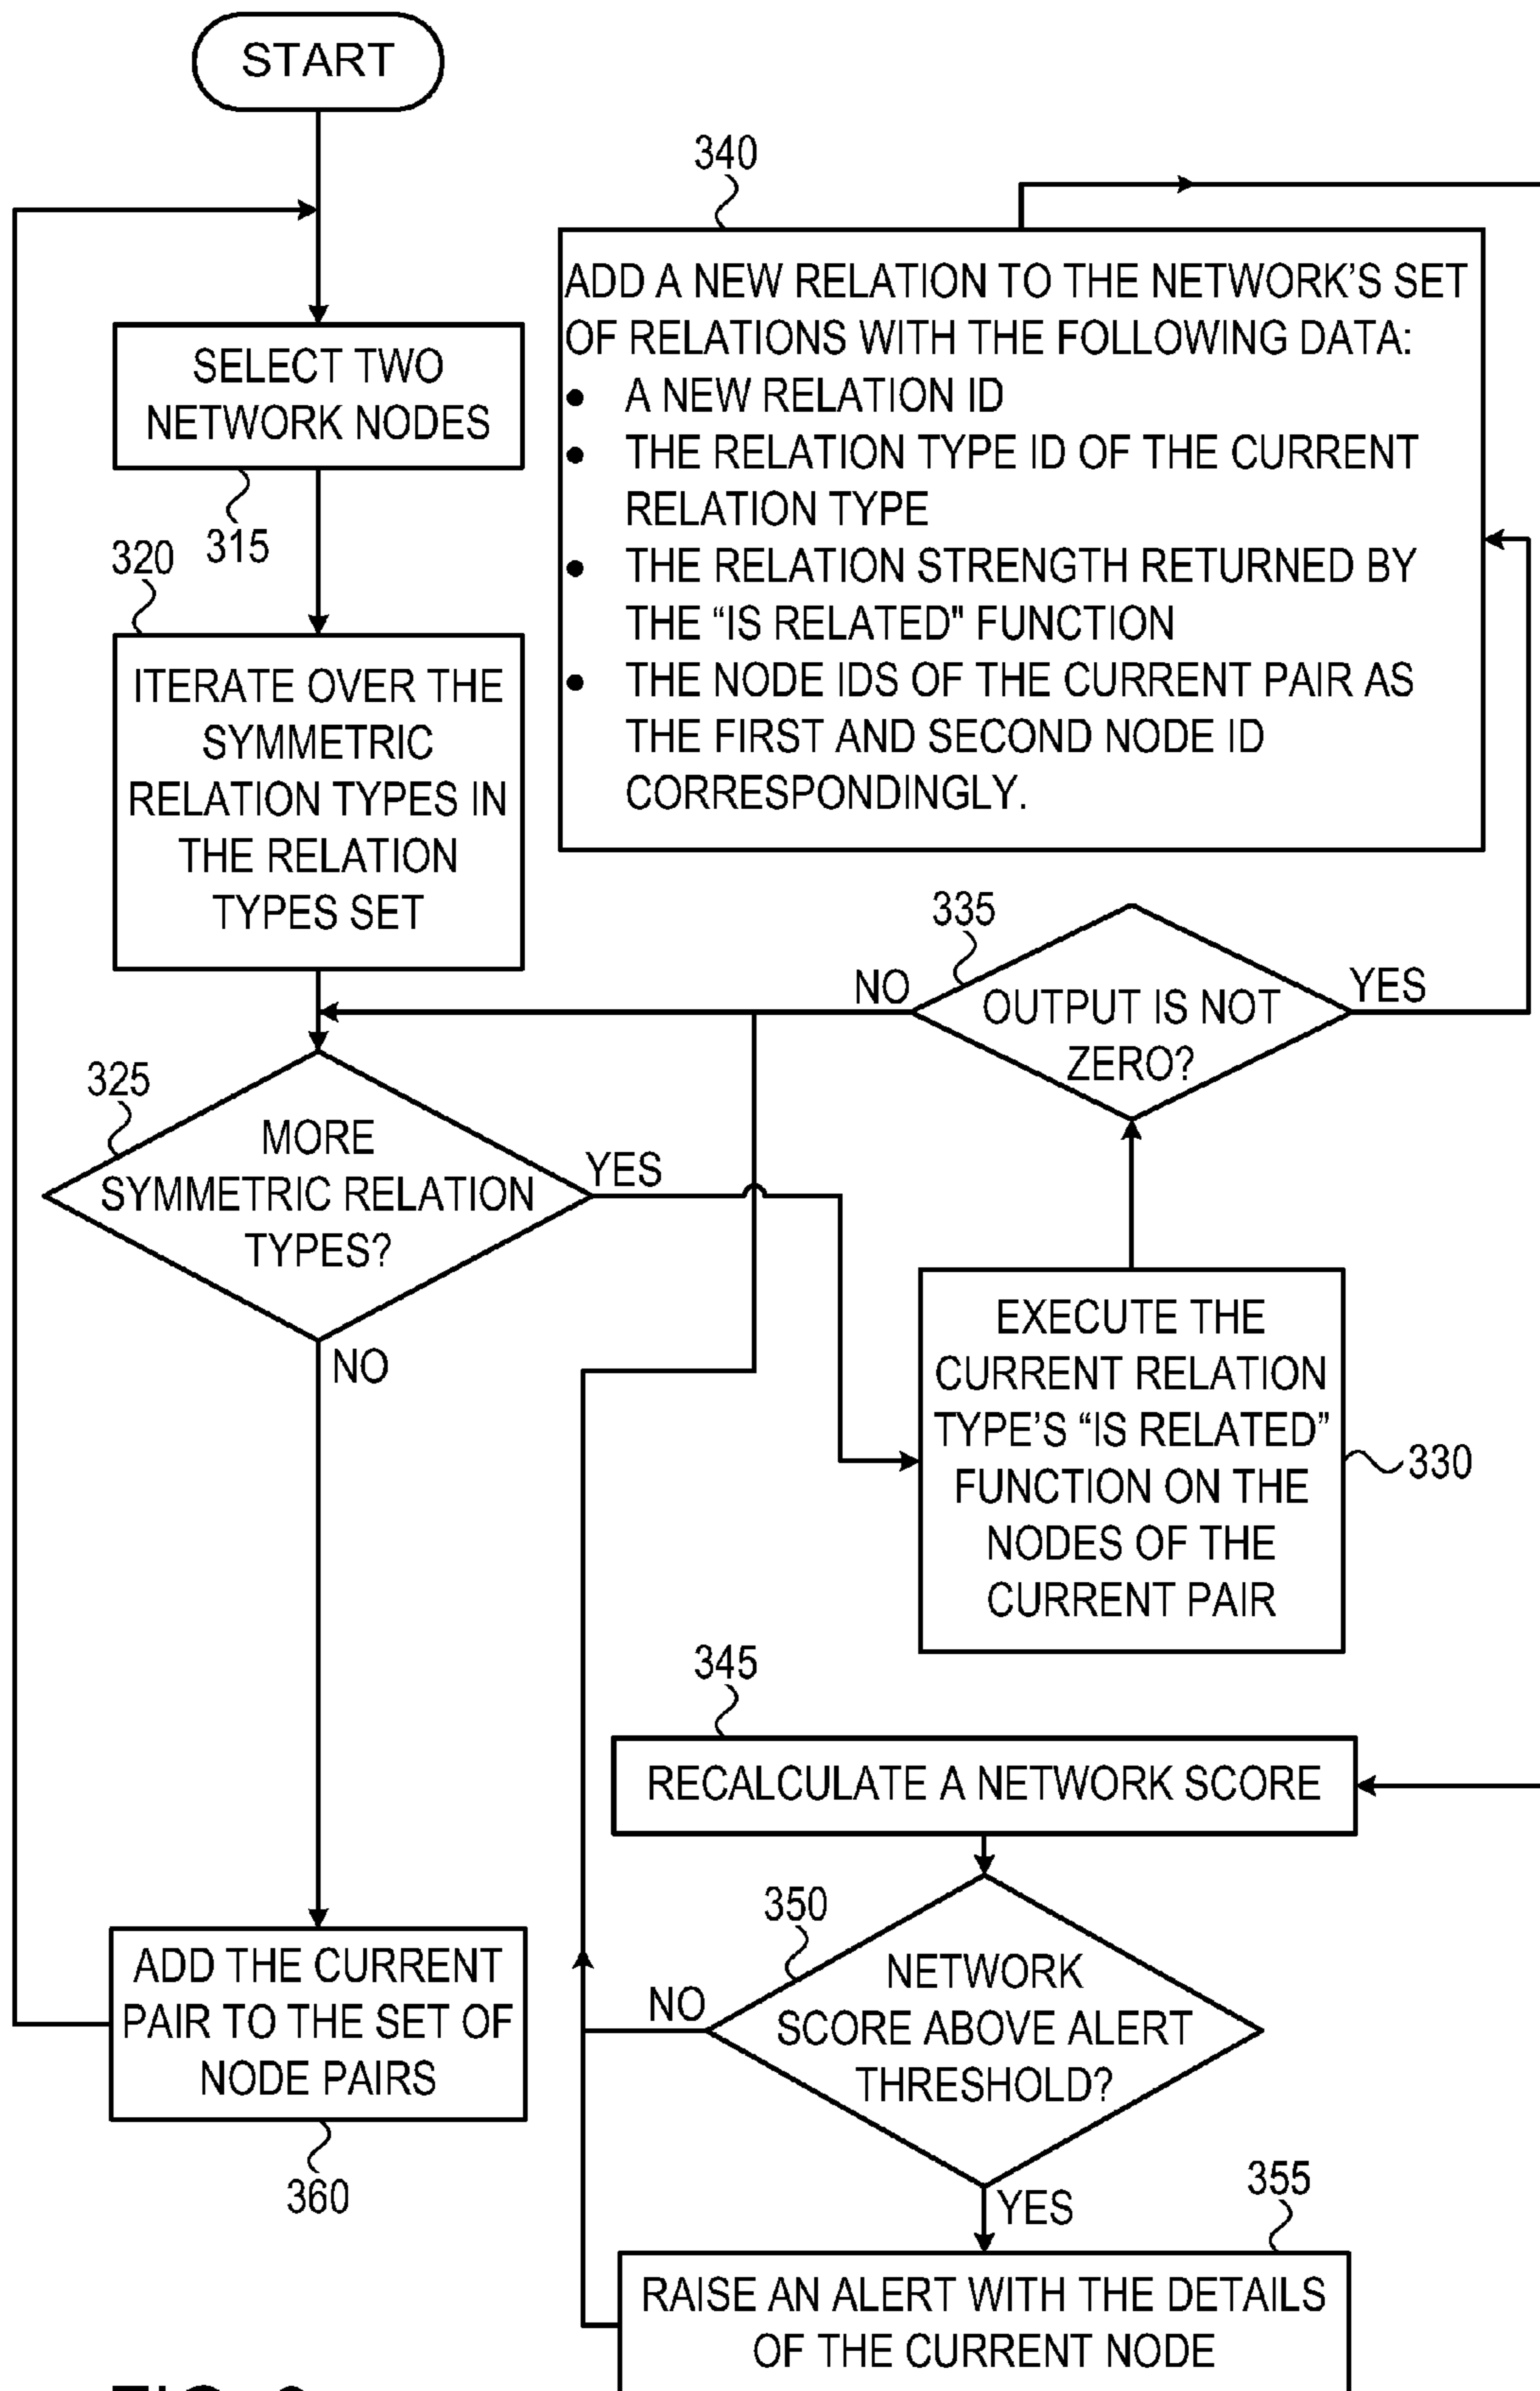 START
SELECT TWO
NETWORK NODES
315
320
ITERATE OVER THE
SYMMETRIC
RELATION TYPES IN
THE RELATION
TYPES SET
325
MORE
SYMMETRIC RELATION
TYPES?
YES
NO
340
ADD A NEW RELATION TO THE NETWORK’S SET
OF RELATIONS WITH THE FOLLOWING DATA:
● A NEW RELATION ID
● THE RELATION TYPE ID OF THE CURRENT
RELATION TYPE
● THE RELATION STRENGTH RETURNED BY
THE “IS RELATED" FUNCTION
● THE NODE IDS OF THE CURRENT PAIR AS
THE FIRST AND SECOND NODE ID
CORRESPONDINGLY.
335
NO
OUTPUT IS NOT
ZERO?
YES
EXECUTE THE
CURRENT RELATION
TYPE’S “IS RELATED”
FUNCTION ON THE
NODES OF THE
CURRENT PAIR
330
345
RECALCULATE A NETWORK SCORE
350
NO
NETWORK
SCORE ABOVE ALERT
THRESHOLD?
YES
355
RAISE AN ALERT WITH THE DETAILS
OF THE CURRENT NODE
ADD THE CURRENT
PAIR TO THE SET OF
NODE PAIRS
360